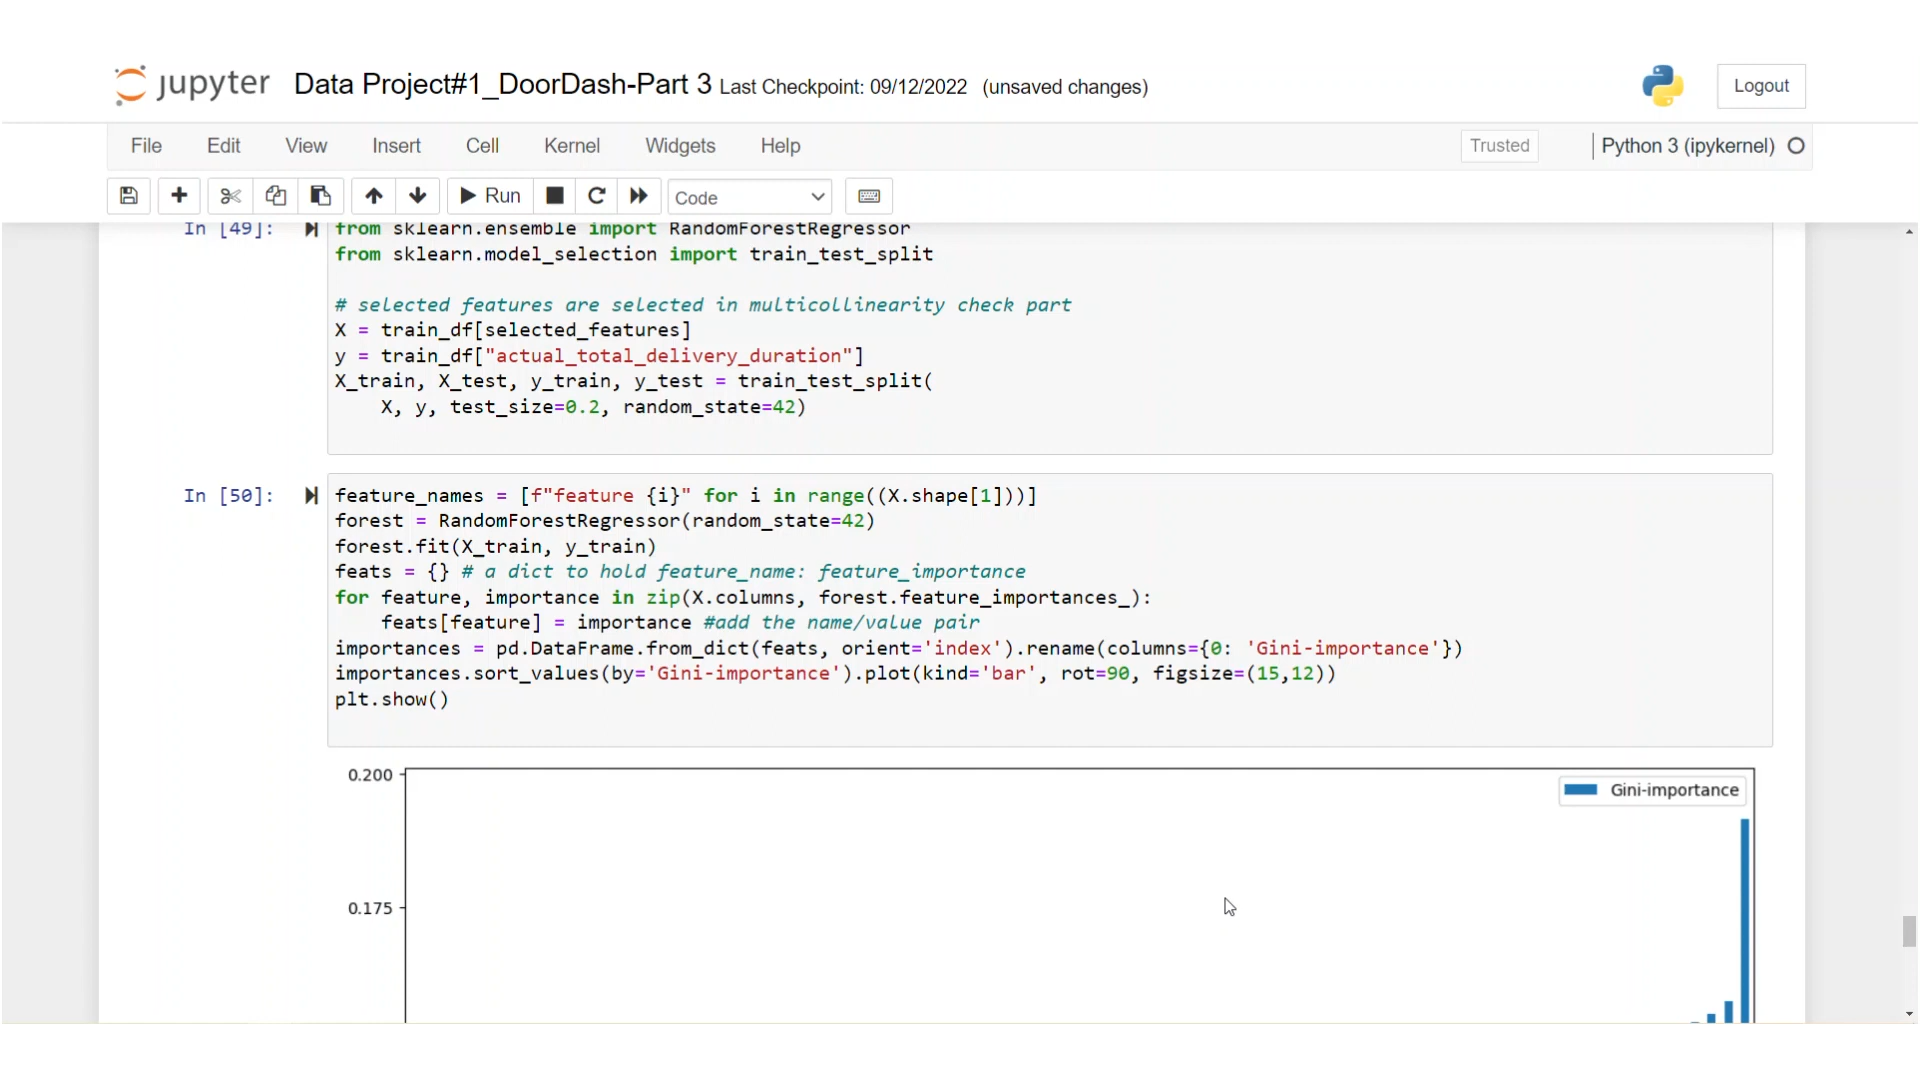 jupyter Data Project#1_DoorDash-Part 3 Last Checkpoint: 09/12/2022 (unsaved changes) Logout
File Edit View Insert Cell Kernel Widgets Help Trusted Python 3 (ipykernel)
Run Code
In [49]: from sklearn.ensemble import RandomForestRegressor
from sklearn.model_selection import train_test_split
# selected features are selected in multicollinearity check part
X = train_df[selected_features]
y = train_df["actual_total_delivery_duration"]
X_train, X_test, y_train, y_test = train_test_split(
    X, y, test_size=0.2, random_state=42)
In [50]: feature_names = [f"feature {i}" for i in range((X.shape[1]))]
forest = RandomForestRegressor(random_state=42)
forest.fit(X_train, y_train)
feats = {} # a dict to hold feature_name: feature_importance
for feature, importance in zip(X.columns, forest.feature_importances_):
    feats[feature] = importance #add the name/value pair
importances = pd.DataFrame.from_dict(feats, orient='index').rename(columns={0: 'Gini-importance'})
importances.sort_values(by='Gini-importance').plot(kind='bar', rot=90, figsize=(15,12))
plt.show()
0.200
Gini-importance
0.175